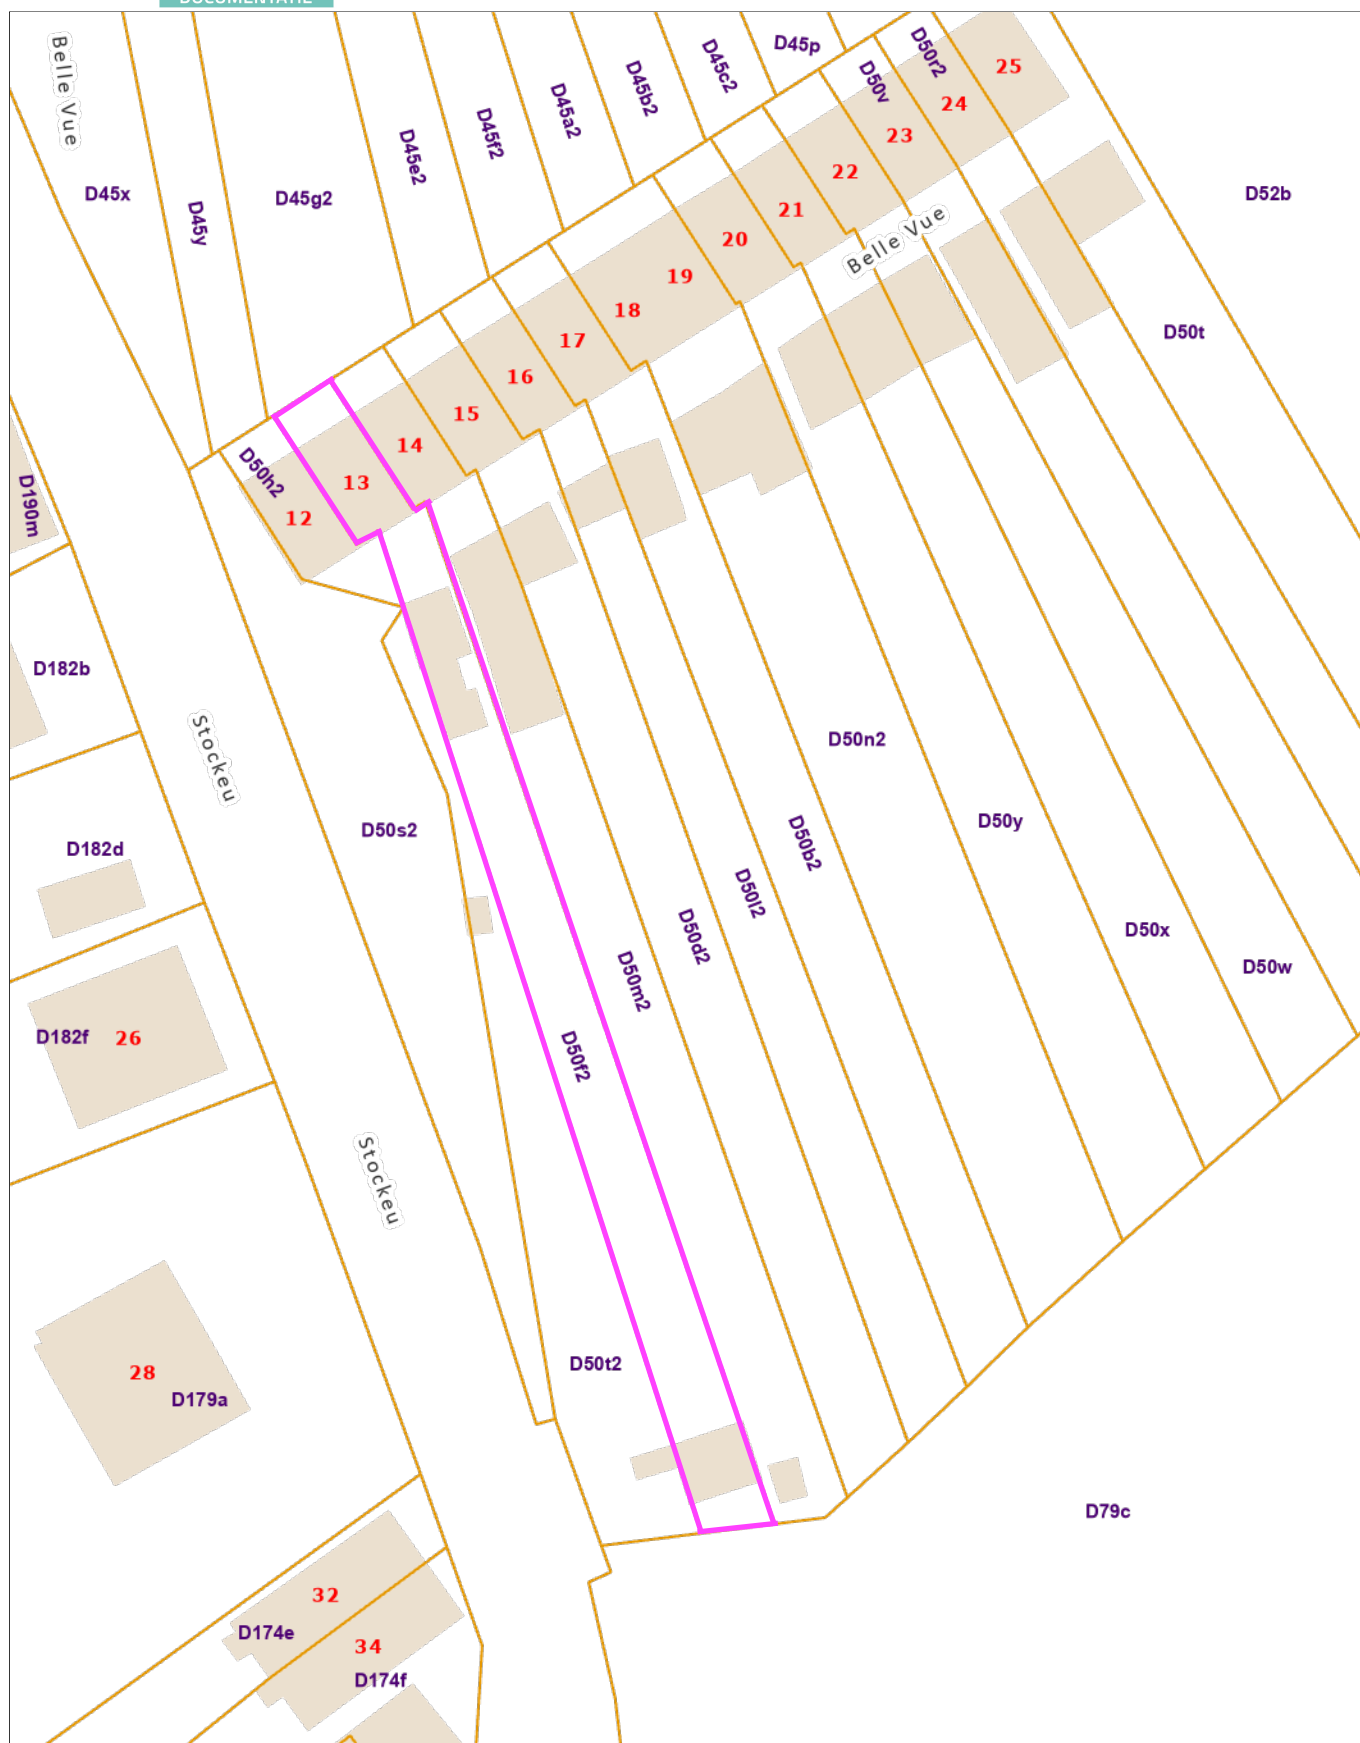 DOCUMENTATIE
Belle Vue
D45x
D45y
D45g2
D45e2
D45f2
D45a2
D45b2
D45c2
D45p
D50v
D50r2
25
24
23
22
21
20
19
18
17
16
15
14
13
12
D50h2
Belle Vue
D52b
D50t
D190m
D182b
Stockeu
D182d
D50s2
D50n2
D50y
D50b2
D50l2
D50d2
D50m2
D50x
D50w
D182f
26
D50f2
Stockeu
28
D179a
D50t2
D79c
32
D174e
34
D174f